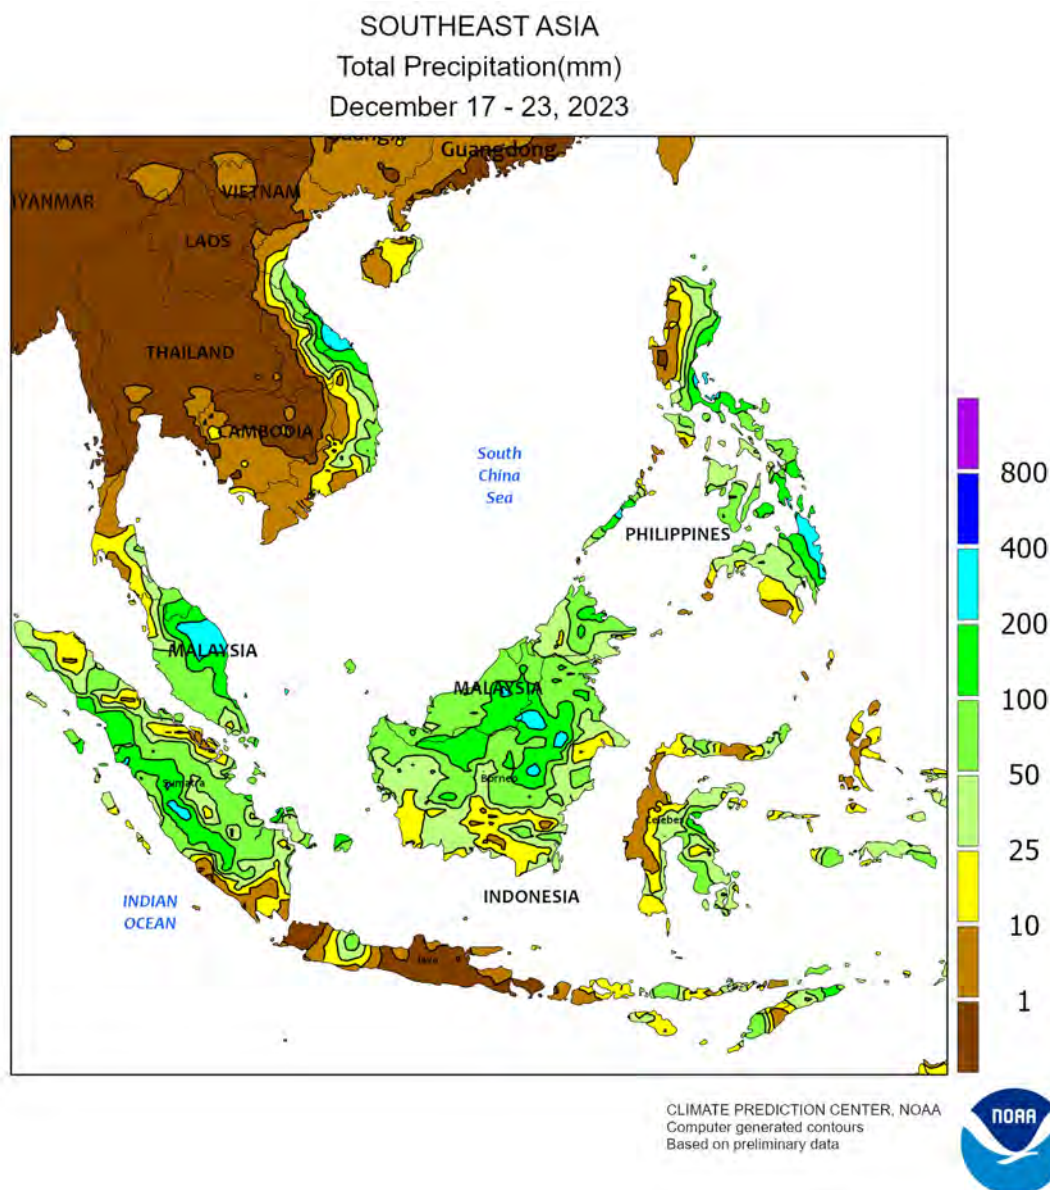 SOUTHEAST ASIA
Total Precipitation(mm)
December 17 - 23, 2023
Guangdong
VIETNAM
YANMAR
LAOS
THAILAND
CAMBODIA
South
China
Sea
PHILIPPINES
MALAYSIA
MALAYSIA
Borneo
Sumatra
Celebes
INDONESIA
INDIAN
OCEAN
Java
800
400
200
100
50
25
10
1
CLIMATE PREDICTION CENTER, NOAA
Computer generated contours
Based on preliminary data
NOAA